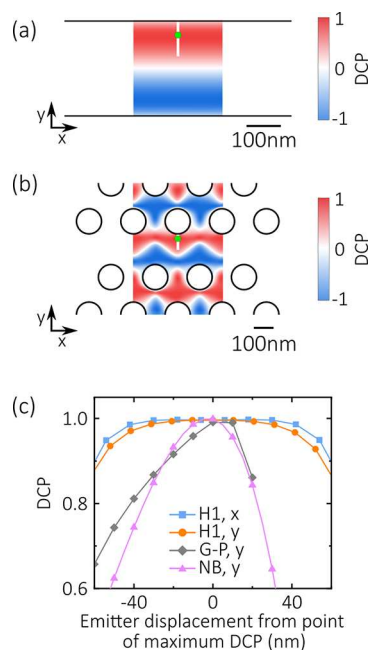 (a)
1
0
-1
DCP
y
x
100nm
(b)
1
0
-1
DCP
y
x
100nm
(c)
1.0
0.8
0.6
DCP
H1, x
H1, y
G-P, y
NB, y
-40 0 40
Emitter displacement from point
of maximum DCP (nm)